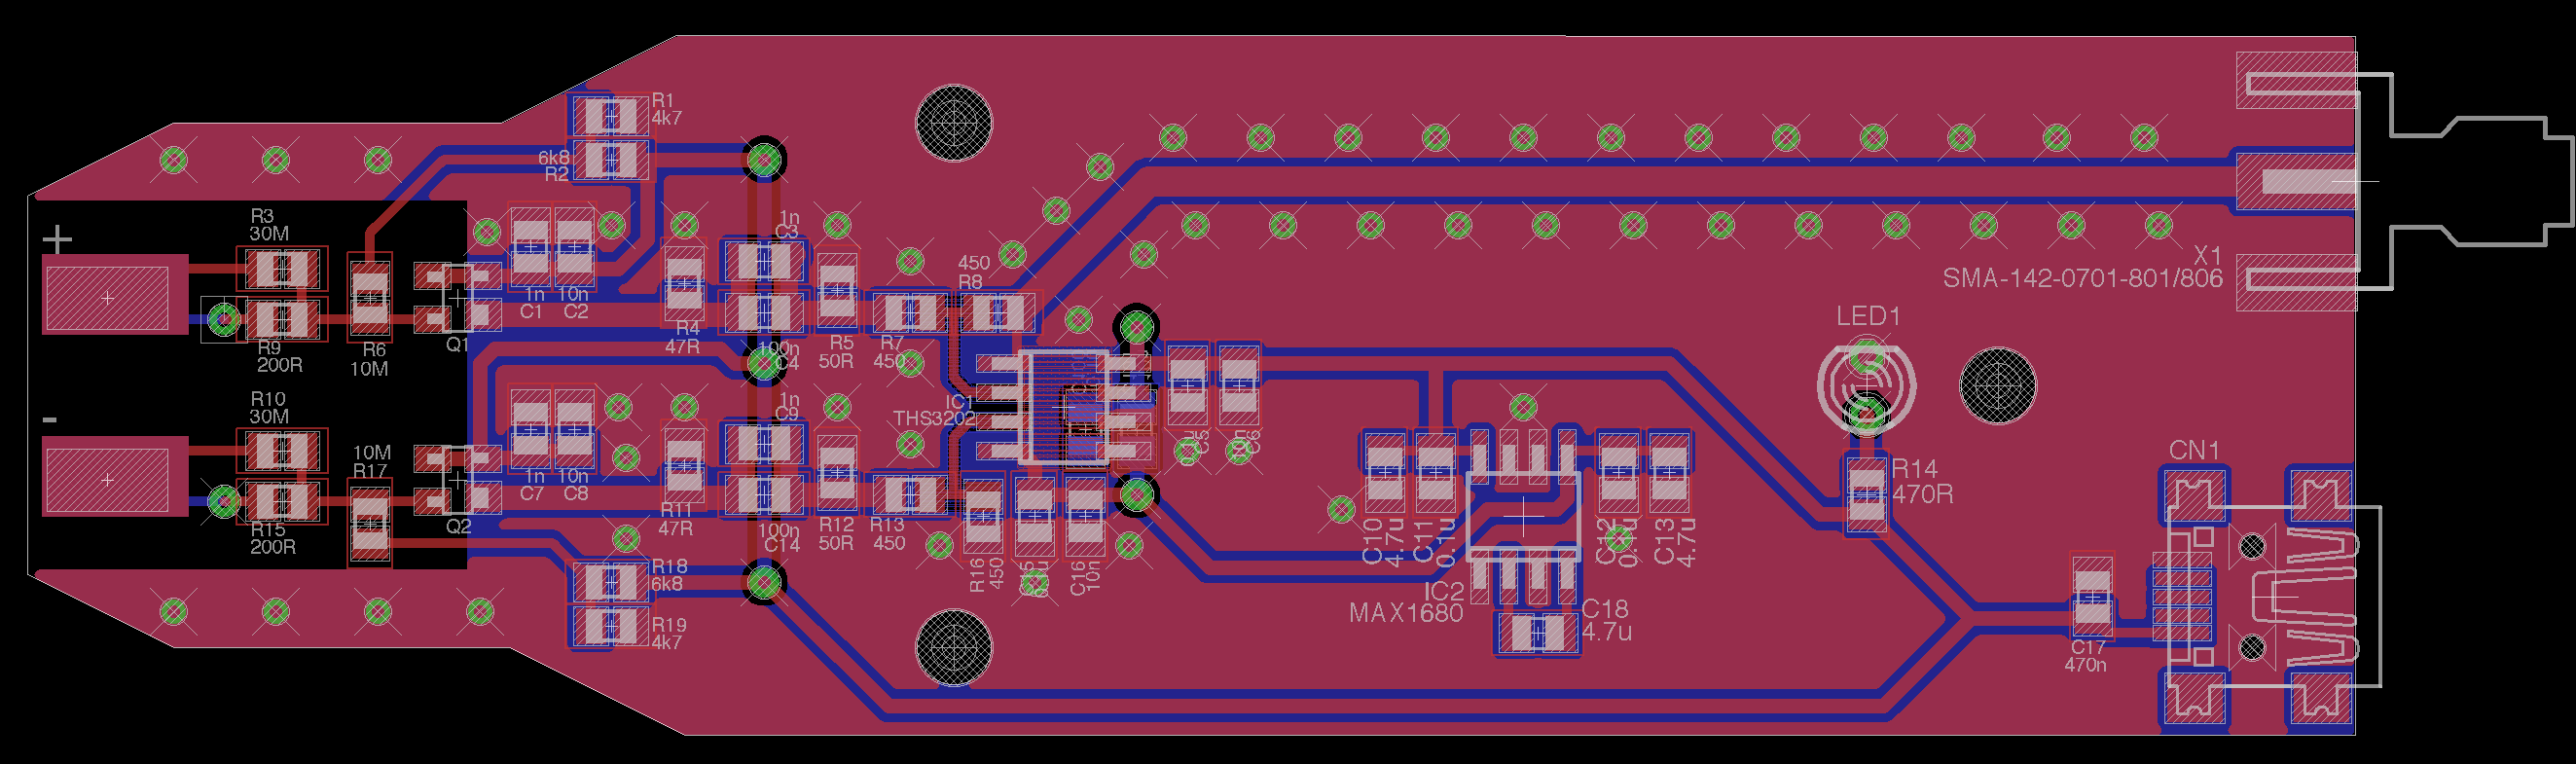 R1
4k7
6k8
R2
+
R3
30M
R9
200R
R6
10M
Q1
1n
C1
10n
C2
R4
47R
1n
C3
100n
C4
R5
50R
R7
450
450
R8
IC1
THS3202
C5
10n
C6
X1
SMA-142-0701-801/806
LED1
-
R10
30M
R15
200R
10M
R17
Q2
1n
C7
10n
C8
R11
47R
1n
C9
100n
C14
R12
50R
R13
450
R16
450
C16
10n
C10
4.7u
C11
0.1u
C13
4.7u
IC2
MAX1680
C18
4.7u
R14
470R
CN1
C17
470n
R18
6k8
R19
4k7